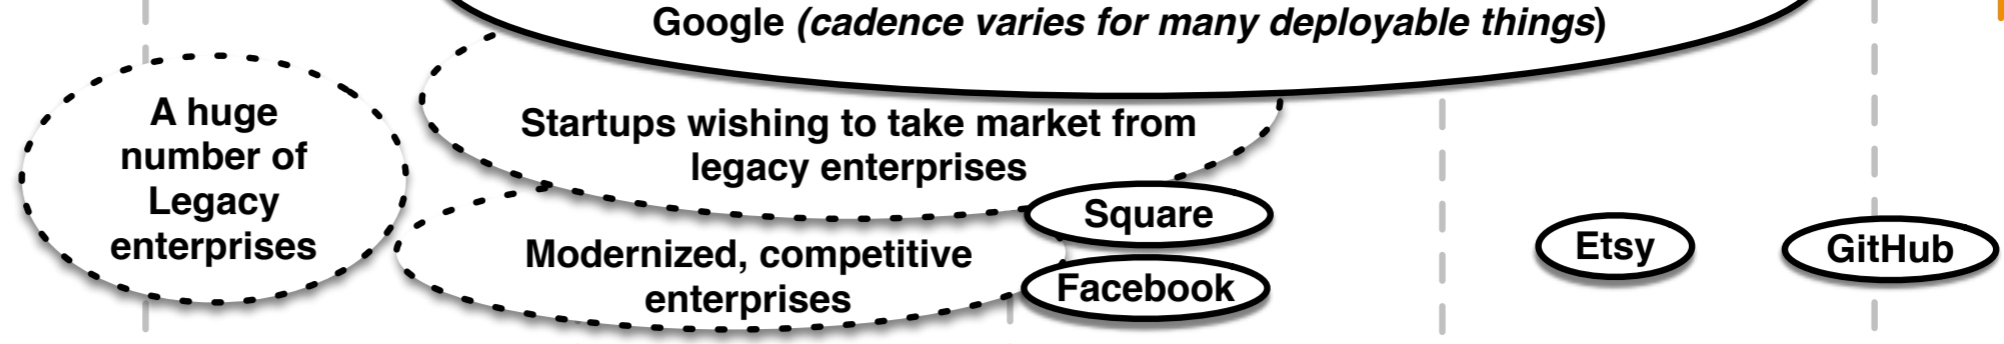 Google (cadence varies for many deployable things)
A huge
number of
Legacy
enterprises
Startups wishing to take market from
legacy enterprises
Modernized, competitive
enterprises
Square
Facebook
Etsy
GitHub